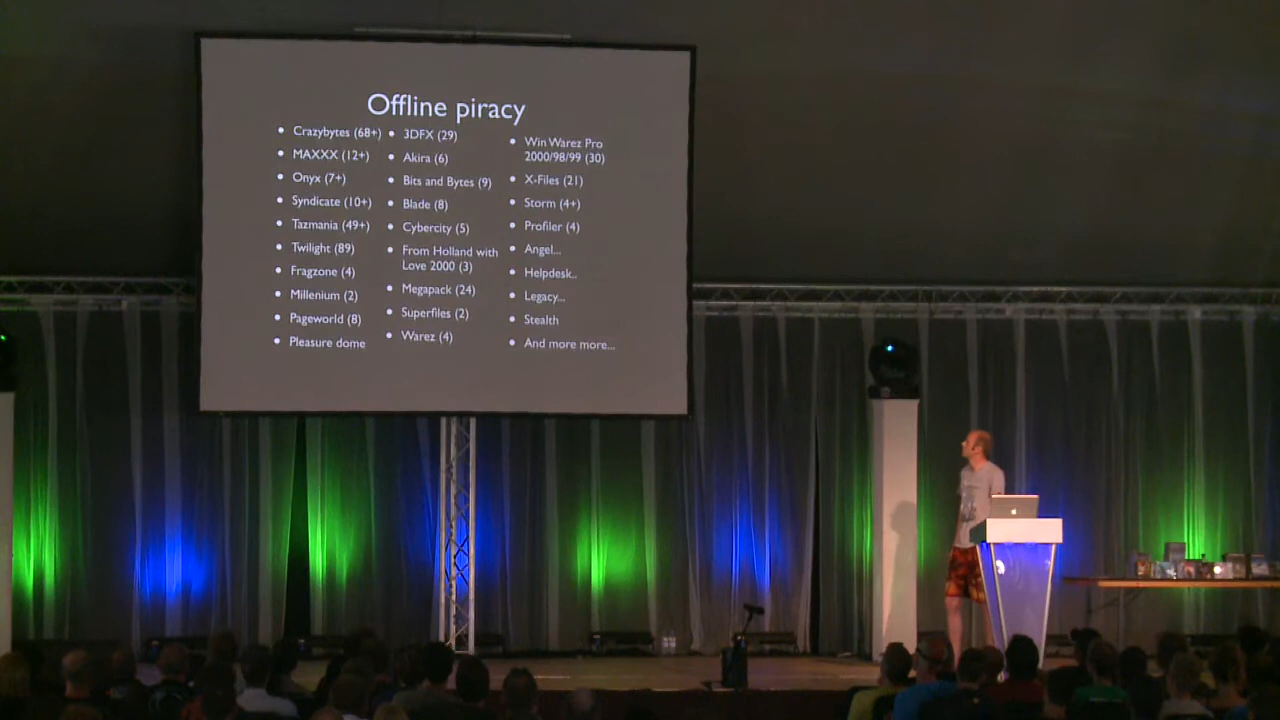 Offline piracy
• Crazybytes (68+)
• MAXXX (12+)
• Onyx (7+)
• Syndicate (10+)
• Tazmania (49+)
• Twilight (89)
• Fragzone (4)
• Millenium (2)
• Pageworld (8)
• Pleasure dome
• 3DFX (29)
• Akira (6)
• Bits and Bytes (9)
• Blade (8)
• Cybercity (5)
• From Holland with
Love 2000 (3)
• Megapack (24)
• Superfiles (2)
• Warez (4)
• Win Warez Pro
2000/98/99 (30)
• X-Files (21)
• Storm (4+)
• Profiler (4)
• Angel...
• Helpdesk..
• Legacy...
• Stealth
• And more more...